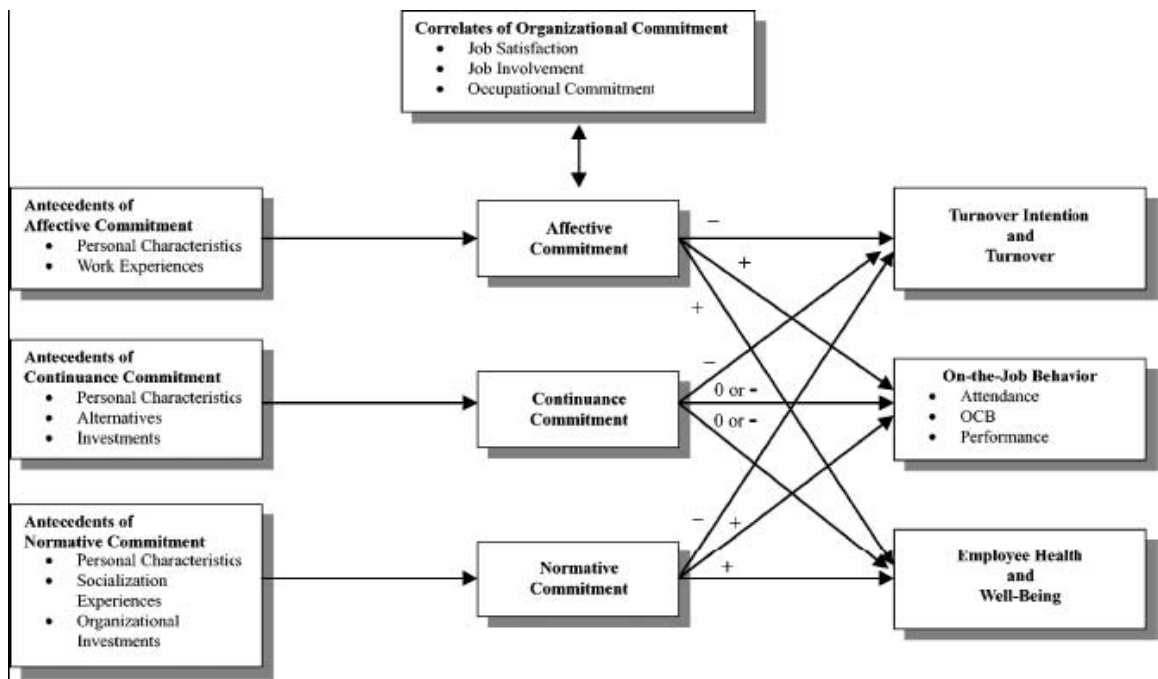 Correlates of Organizational Commitment
• Job Satisfaction
• Job Involvement
• Occupational Commitment
Antecedents of
Affective Commitment
• Personal Characteristics
• Work Experiences
Affective
Commitment
Turnover Intention
and
Turnover
−
+
+
Antecedents of
Continuance Commitment
• Personal Characteristics
• Alternatives
• Investments
Continuance
Commitment
−
0 or -
0 or -
On-the-Job Behavior
• Attendance
• OCB
• Performance
Antecedents of
Normative Commitment
• Personal Characteristics
• Socialization
Experiences
• Organizational
Investments
Normative
Commitment
−
+
+
Employee Health
and
Well-Being